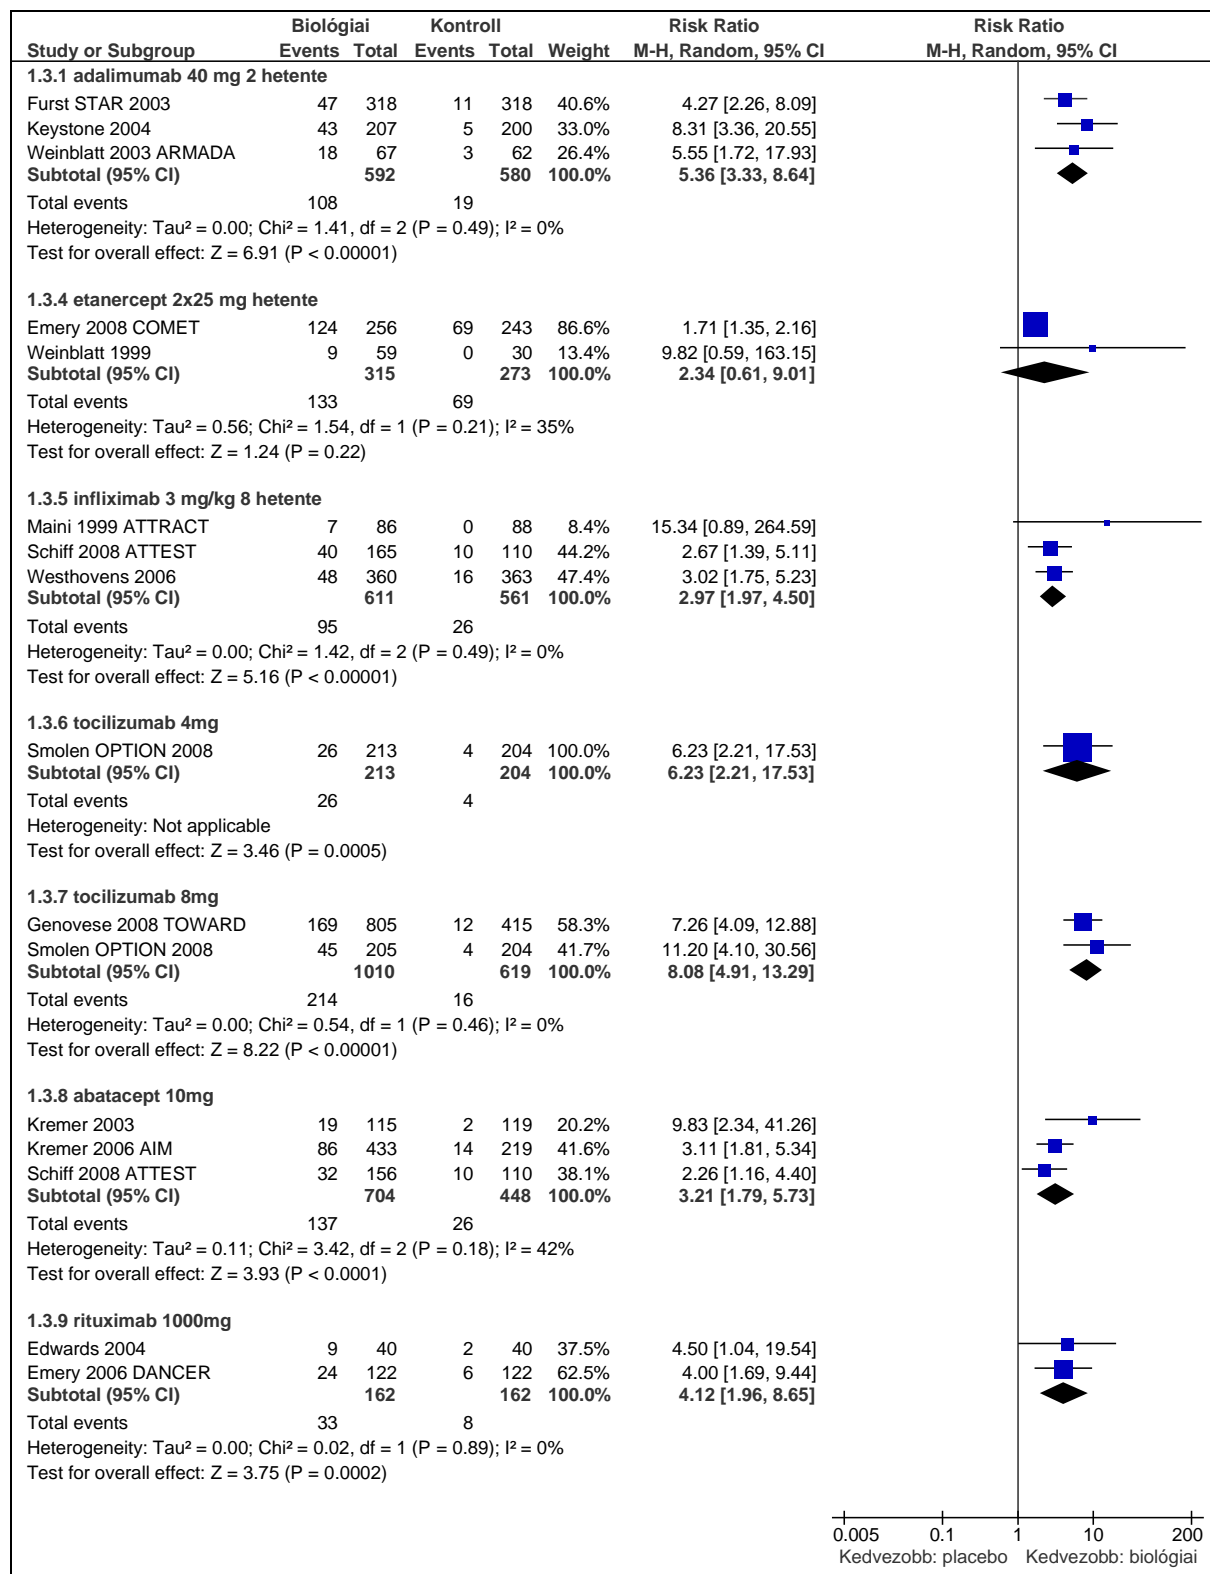 Biológiai Kontroll Risk Ratio Risk Ratio
Study or Subgroup Events Total Events Total Weight M-H, Random, 95% CI M-H, Random, 95% CI
1.3.1 adalimumab 40 mg 2 hetente
Furst STAR 2003 47 318 11 318 40.6% 4.27 [2.26, 8.09]
Keystone 2004 43 207 5 200 33.0% 8.31 [3.36, 20.55]
Weinblatt 2003 ARMADA 18 67 3 62 26.4% 5.55 [1.72, 17.93]
Subtotal (95% CI) 592 580 100.0% 5.36 [3.33, 8.64]
Total events 108 19
Heterogeneity: Tau² = 0.00; Chi² = 1.41, df = 2 (P = 0.49); I² = 0%
Test for overall effect: Z = 6.91 (P < 0.00001)
1.3.4 etanercept 2x25 mg hetente
Emery 2008 COMET 124 256 69 243 86.6% 1.71 [1.35, 2.16]
Weinblatt 1999 9 59 0 30 13.4% 9.82 [0.59, 163.15]
Subtotal (95% CI) 315 273 100.0% 2.34 [0.61, 9.01]
Total events 133 69
Heterogeneity: Tau² = 0.56; Chi² = 1.54, df = 1 (P = 0.21); I² = 35%
Test for overall effect: Z = 1.24 (P = 0.22)
1.3.5 infliximab 3 mg/kg 8 hetente
Maini 1999 ATTRACT 7 86 0 88 8.4% 15.34 [0.89, 264.59]
Schiff 2008 ATTEST 40 165 10 110 44.2% 2.67 [1.39, 5.11]
Westhovens 2006 48 360 16 363 47.4% 3.02 [1.75, 5.23]
Subtotal (95% CI) 611 561 100.0% 2.97 [1.97, 4.50]
Total events 95 26
Heterogeneity: Tau² = 0.00; Chi² = 1.42, df = 2 (P = 0.49); I² = 0%
Test for overall effect: Z = 5.16 (P < 0.00001)
1.3.6 tocilizumab 4mg
Smolen OPTION 2008 26 213 4 204 100.0% 6.23 [2.21, 17.53]
Subtotal (95% CI) 213 204 100.0% 6.23 [2.21, 17.53]
Total events 26 4
Heterogeneity: Not applicable
Test for overall effect: Z = 3.46 (P = 0.0005)
1.3.7 tocilizumab 8mg
Genovese 2008 TOWARD 169 805 12 415 58.3% 7.26 [4.09, 12.88]
Smolen OPTION 2008 45 205 4 204 41.7% 11.20 [4.10, 30.56]
Subtotal (95% CI) 1010 619 100.0% 8.08 [4.91, 13.29]
Total events 214 16
Heterogeneity: Tau² = 0.00; Chi² = 0.54, df = 1 (P = 0.46); I² = 0%
Test for overall effect: Z = 8.22 (P < 0.00001)
1.3.8 abatacept 10mg
Kremer 2003 19 115 2 119 20.2% 9.83 [2.34, 41.26]
Kremer 2006 AIM 86 433 14 219 41.6% 3.11 [1.81, 5.34]
Schiff 2008 ATTEST 32 156 10 110 38.1% 2.26 [1.16, 4.40]
Subtotal (95% CI) 704 448 100.0% 3.21 [1.79, 5.73]
Total events 137 26
Heterogeneity: Tau² = 0.11; Chi² = 3.42, df = 2 (P = 0.18); I² = 42%
Test for overall effect: Z = 3.93 (P < 0.0001)
1.3.9 rituximab 1000mg
Edwards 2004 9 40 2 40 37.5% 4.50 [1.04, 19.54]
Emery 2006 DANCER 24 122 6 122 62.5% 4.00 [1.69, 9.44]
Subtotal (95% CI) 162 162 100.0% 4.12 [1.96, 8.65]
Total events 33 8
Heterogeneity: Tau² = 0.00; Chi² = 0.02, df = 1 (P = 0.89); I² = 0%
Test for overall effect: Z = 3.75 (P = 0.0002)
0.005 0.1 1 10 200
Kedvezobb: placebo Kedvezobb: biológiai